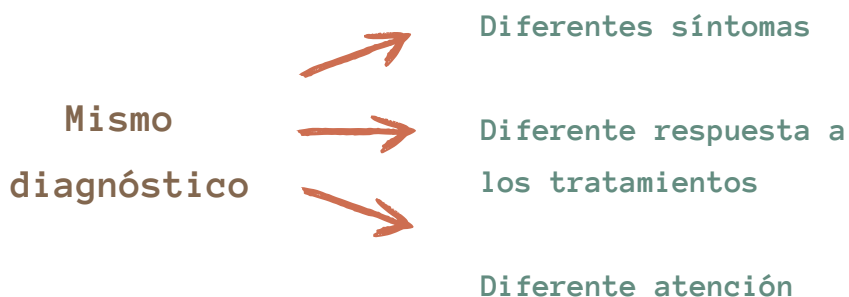 Mismo
diagnóstico
Diferentes síntomas
Diferente respuesta a
los tratamientos
Diferente atención